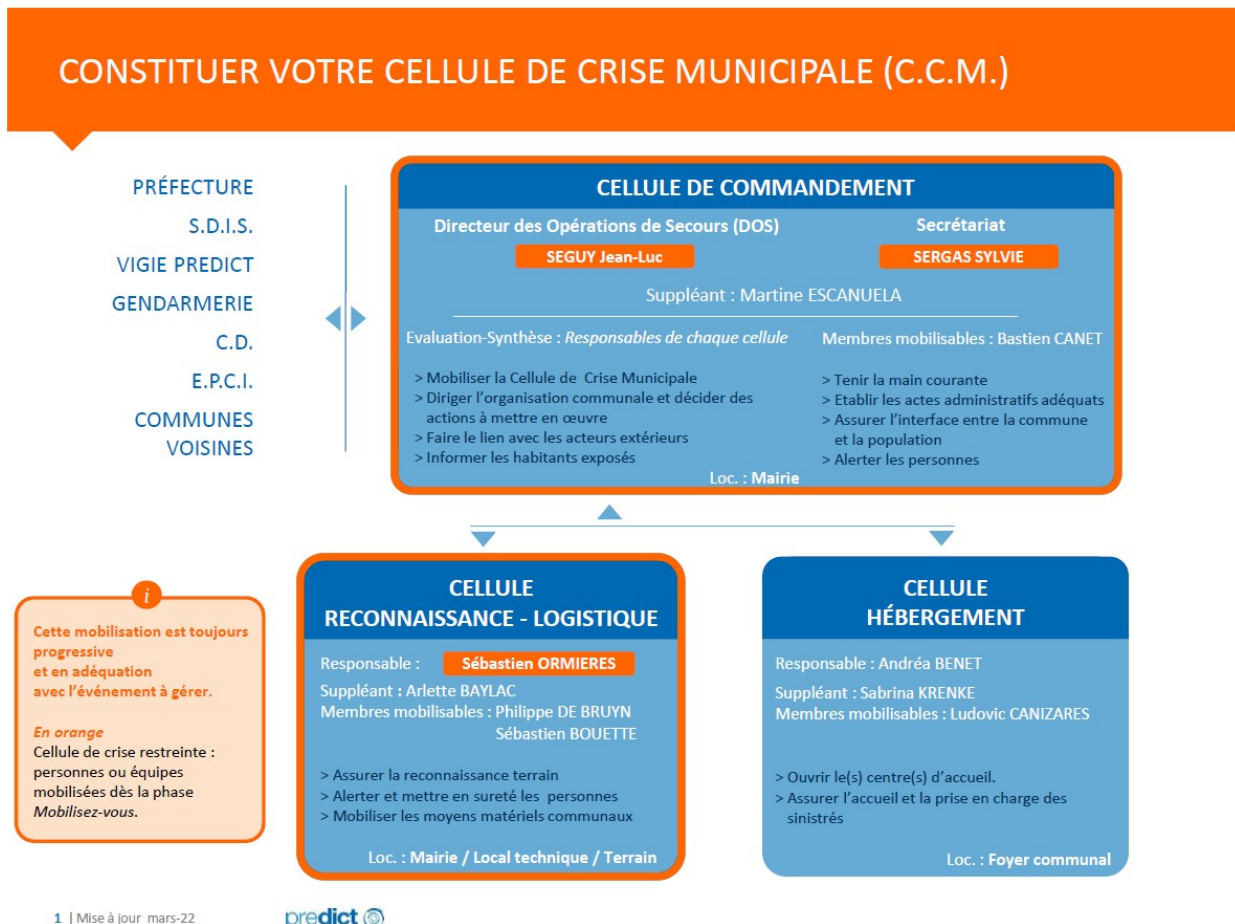 CONSTITUER VOTRE CELLULE DE CRISE MUNICIPALE (C.C.M.)
PRÉFECTURE
S.D.I.S.
VIGIE PREDICT
GENDARMERIE
C.D.
E.P.C.I.
COMMUNES
VOISINES
CELLULE DE COMMANDEMENT
Directeur des Opérations de Secours (DOS)
SEGUY Jean-Luc
Secrétariat
SERGAS SYLVIE
Suppléant : Martine ESCANUELA
Evaluation-Synthèse : Responsables de chaque cellule
> Mobiliser la Cellule de Crise Municipale
> Diriger l'organisation communale et décider des
actions à mettre en œuvre
> Faire le lien avec les acteurs extérieurs
> Informer les habitants exposés
Membres mobilisables : Bastien CANET
> Tenir la main courante
> Etablir les actes administratifs adéquats
> Assurer l'interface entre la commune
et la population
> Alerter les personnes
Loc. : Mairie
i
Cette mobilisation est toujours
progressive
et en adéquation
avec l'événement à gérer.
En orange
Cellule de crise restreinte :
personnes ou équipes
mobilisées dès la phase
Mobilisez-vous.
CELLULE
RECONNAISSANCE - LOGISTIQUE
Responsable : Sébastien ORMIERES
Suppléant : Arlette BAYLAC
Membres mobilisables : Philippe DE BRUYN
Sébastien BOUETTE
> Assurer la reconnaissance terrain
> Alerter et mettre en sureté les personnes
> Mobiliser les moyens matériels communaux
Loc. : Mairie / Local technique / Terrain
CELLULE
HÉBERGEMENT
Responsable : Andréa BENET
Suppléant : Sabrina KRENKE
Membres mobilisables : Ludovic CANIZARES
> Ouvrir le(s) centre(s) d'accueil.
> Assurer l'accueil et la prise en charge des
sinistrés
Loc. : Foyer communal
1 | Mise à jour mars-22
predict